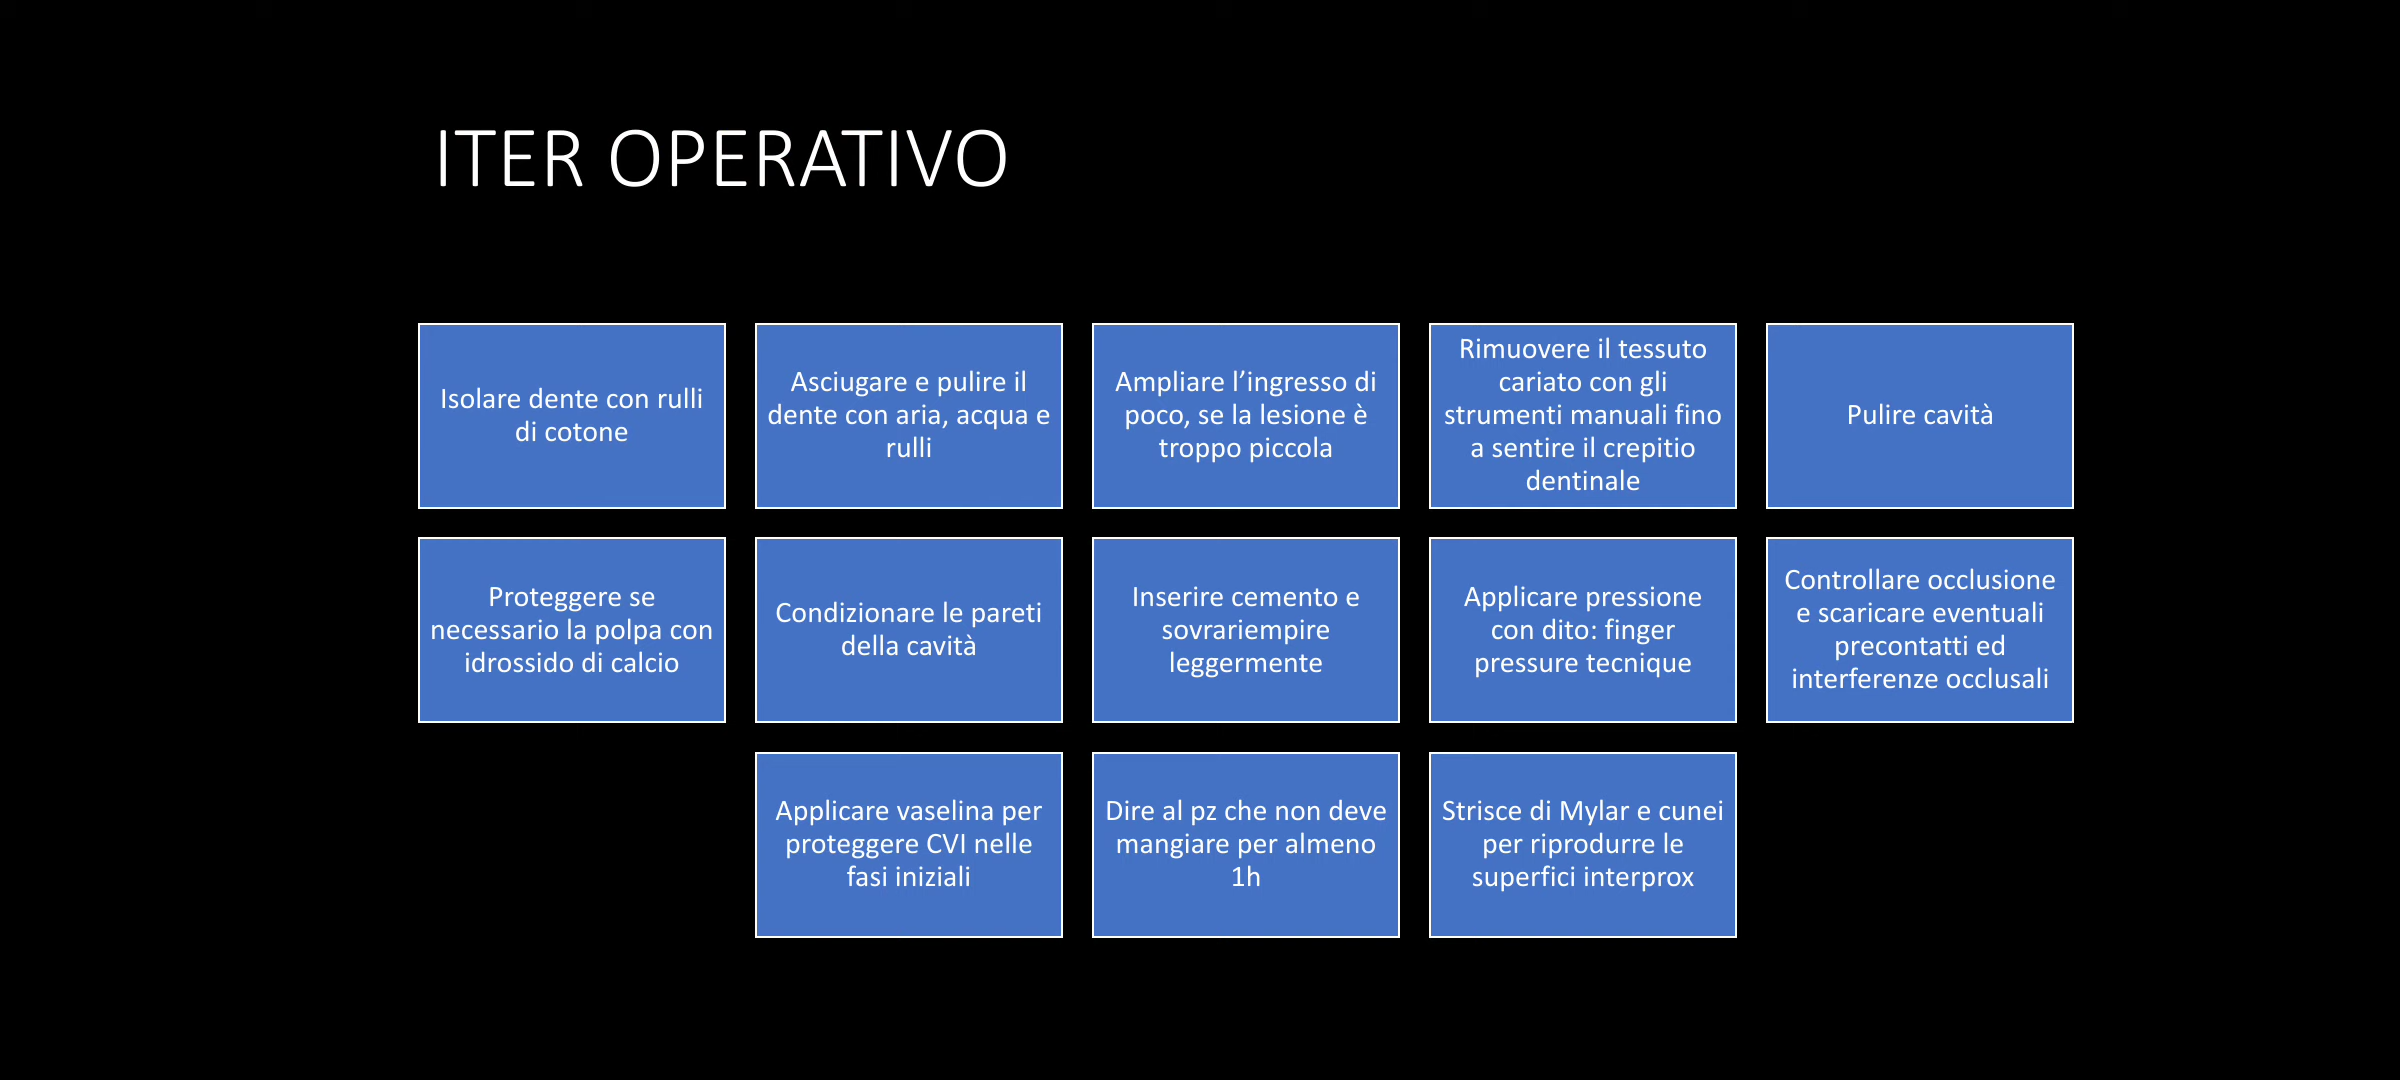 ITER OPERATIVO
Isolare dente con rulli
di cotone
Asciugare e pulire il
dente con aria, acqua e
rulli
Ampliare l’ingresso di
poco, se la lesione è
troppo piccola
Rimuovere il tessuto
cariato con gli
strumenti manuali fino
a sentire il crepitio
dentinale
Pulire cavità
Proteggere se
necessario la polpa con
idrossido di calcio
Condizionare le pareti
della cavità
Inserire cemento e
sovrariempire
leggermente
Applicare pressione
con dito: finger
pressure tecnique
Controllare occlusione
e scaricare eventuali
precontatti ed
interferenze occlusali
Applicare vaselina per
proteggere CVI nelle
fasi iniziali
Dire al pz che non deve
mangiare per almeno
1h
Strisce di Mylar e cunei
per riprodurre le
superfici interprox